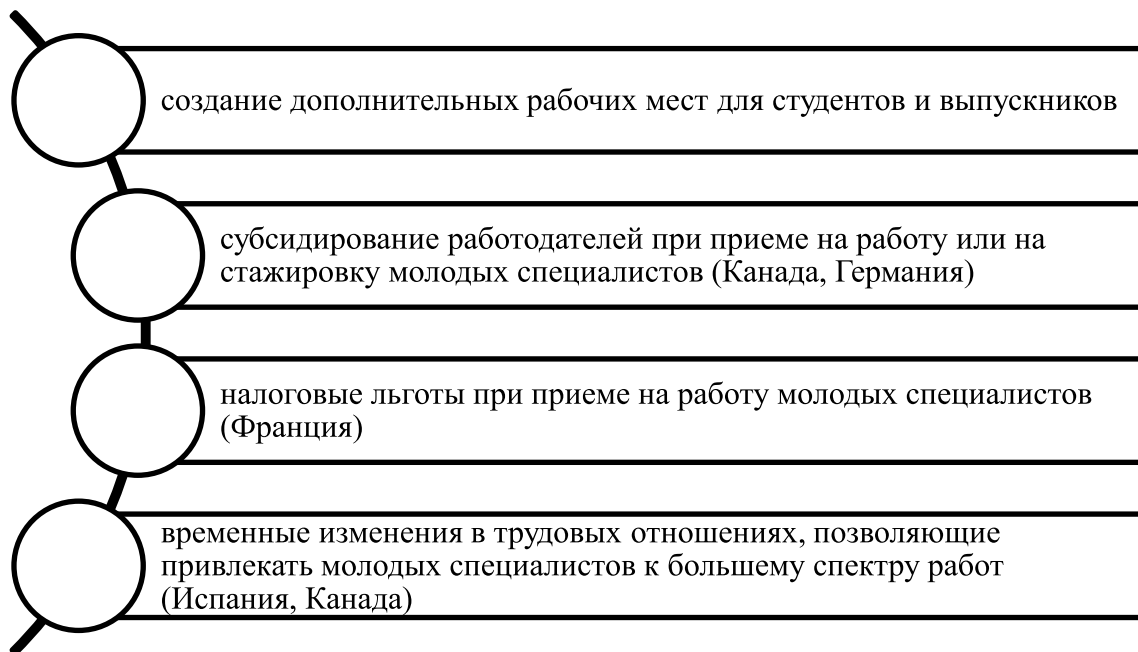 создание дополнительных рабочих мест для студентов и выпускников
субсидирование работодателей при приеме на работу или на
стажировку молодых специалистов (Канада, Германия)
налоговые льготы при приеме на работу молодых специалистов
(Франция)
временные изменения в трудовых отношениях, позволяющие
привлекать молодых специалистов к большему спектру работ
(Испания, Канада)